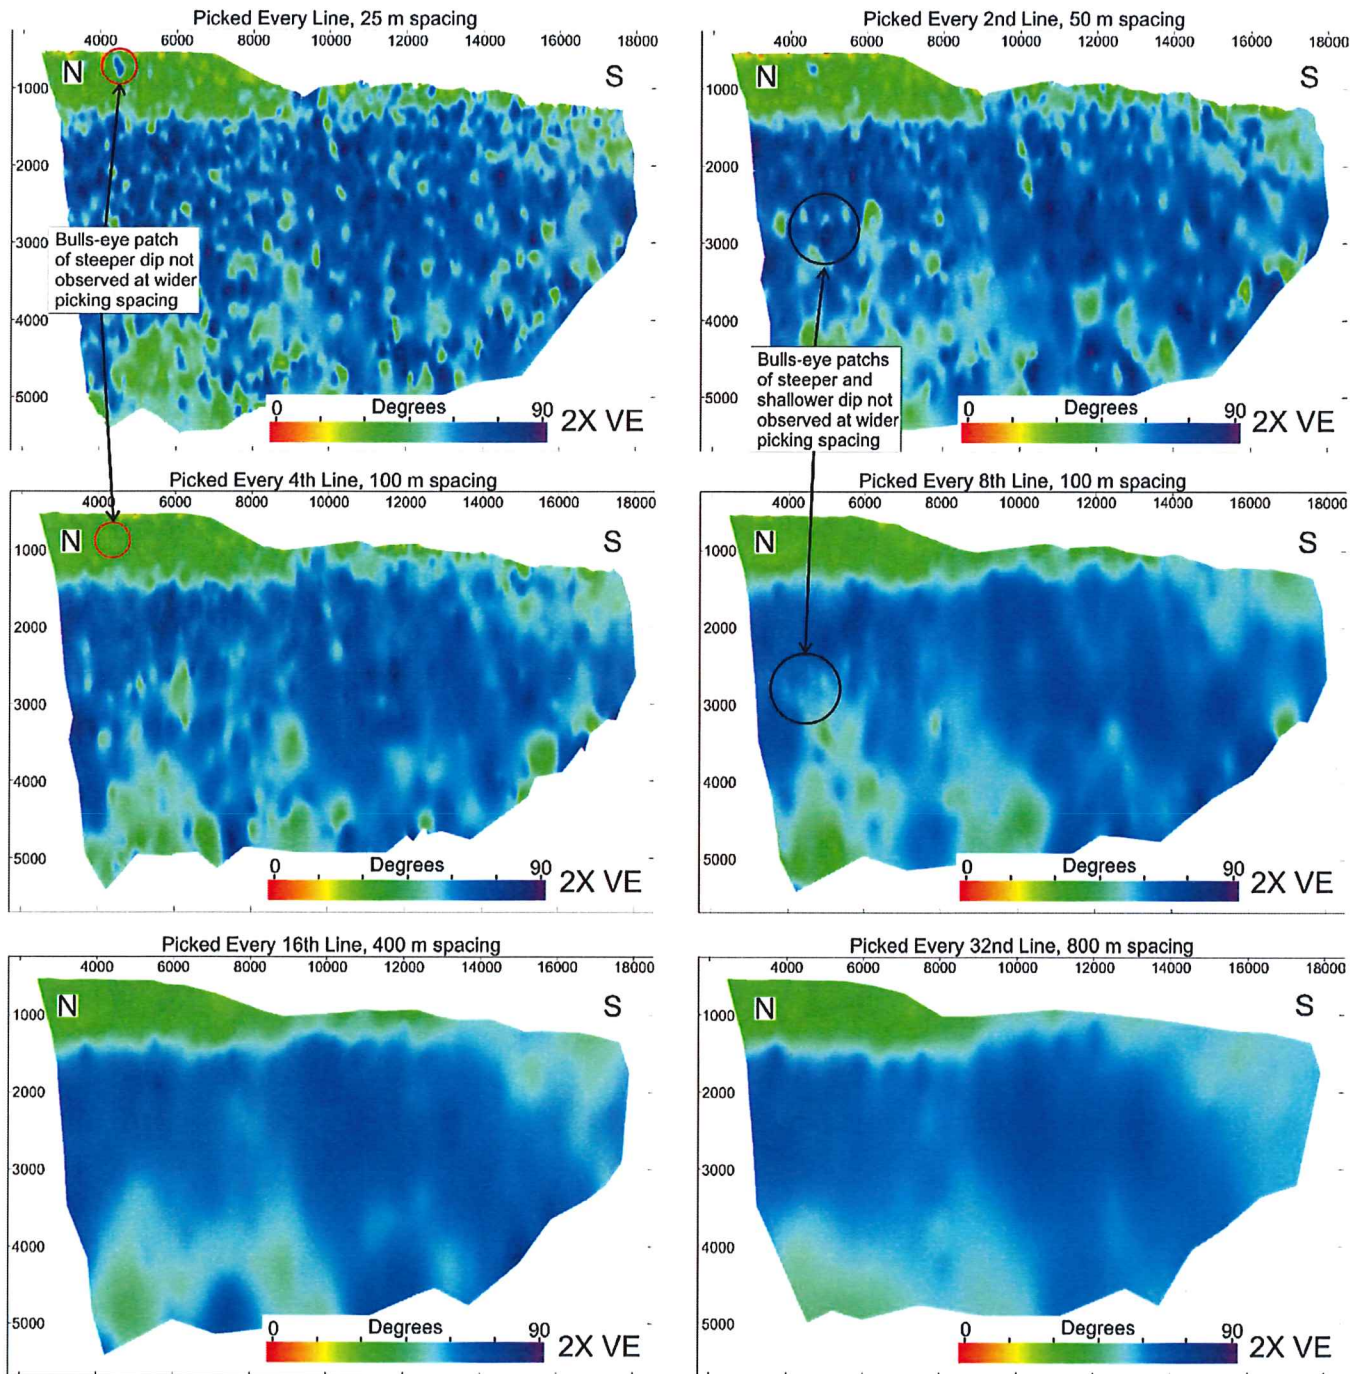 Picked Every Line, 25 m spacing
4000 6000 8000 10000 12000 14000 16000 18000
N
S
1000
2000
3000
4000
5000
Bulls-eye patch
of steeper dip not
observed at wider
picking spacing
0 Degrees 90
2X VE
Picked Every 2nd Line, 50 m spacing
4000 6000 8000 10000 12000 14000 16000 18000
N
S
1000
2000
3000
4000
5000
Bulls-eye patchs
of steeper and
shallower dip not
observed at wider
picking spacing
0 Degrees 90
2X VE
Picked Every 4th Line, 100 m spacing
4000 6000 8000 10000 12000 14000 16000 18000
N
S
1000
2000
3000
4000
5000
0 Degrees 90
2X VE
Picked Every 8th Line, 100 m spacing
4000 6000 8000 10000 12000 14000 16000 18000
N
S
1000
2000
3000
4000
5000
0 Degrees 90
2X VE
Picked Every 16th Line, 400 m spacing
4000 6000 8000 10000 12000 14000 16000 18000
N
S
1000
2000
3000
4000
5000
0 Degrees 90
2X VE
Picked Every 32nd Line, 800 m spacing
4000 6000 8000 10000 12000 14000 16000 18000
N
S
1000
2000
3000
4000
5000
0 Degrees 90
2X VE